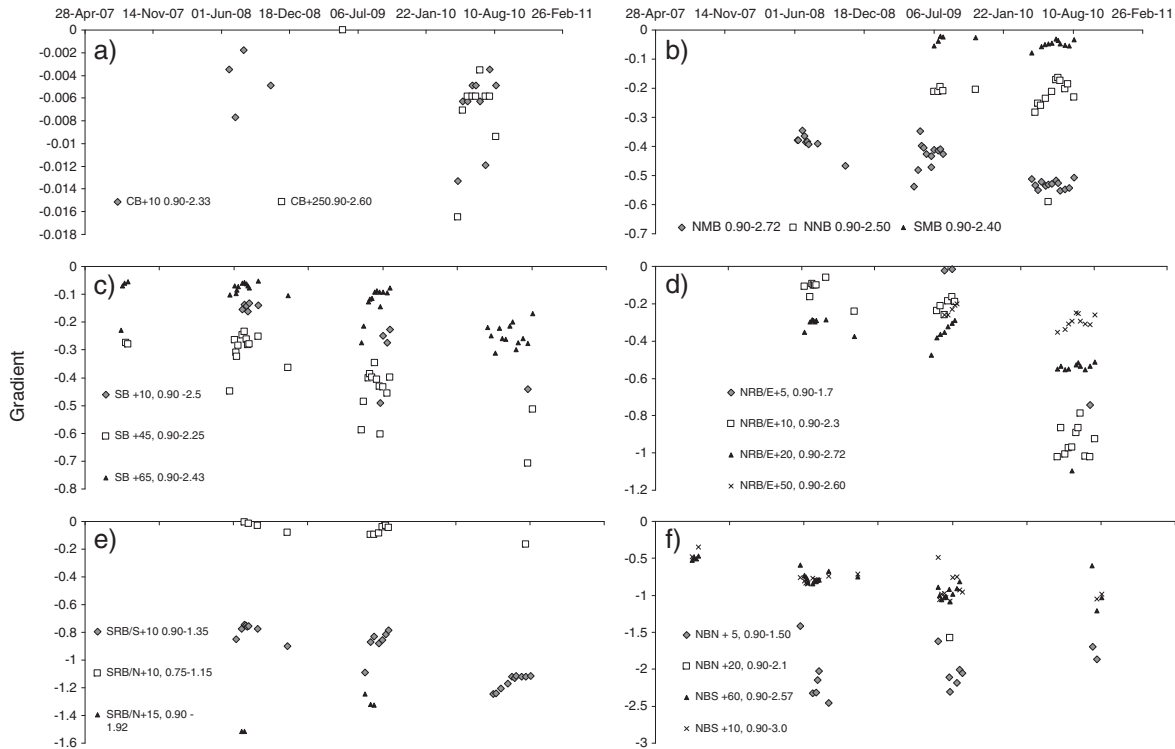 28-Apr-07 14-Nov-07 01-Jun-08 18-Dec-08 06-Jul-09 22-Jan-10 10-Aug-10 26-Feb-11
0
-0.002
-0.004
-0.006
-0.008
-0.01
-0.012
-0.014
-0.016
-0.018
a)
CB+10 0.90-2.33
CB+250.90-2.60
28-Apr-07 14-Nov-07 01-Jun-08 18-Dec-08 06-Jul-09 22-Jan-10 10-Aug-10 26-Feb-11
0
-0.1
-0.2
-0.3
-0.4
-0.5
-0.6
-0.7
b)
NMB 0.90-2.72
NNB 0.90-2.50
SMB 0.90-2.40
Gradient
0
-0.1
-0.2
-0.3
-0.4
-0.5
-0.6
-0.7
-0.8
c)
SB +10, 0.90 -2.5
SB +45, 0.90-2.25
SB +65, 0.90-2.43
0
-0.2
-0.4
-0.6
-0.8
-1
-1.2
d)
NRB/E+5, 0.90-1.7
NRB/E+10, 0.90-2.3
NRB/E+20, 0.90-2.72
NRB/E+50, 0.90-2.60
0
-0.2
-0.4
-0.6
-0.8
-1
-1.2
-1.4
-1.6
e)
SRB/S+10 0.90-1.35
SRB/N+10, 0.75-1.15
SRB/N+15, 0.90 -
1.92
0
-0.5
-1
-1.5
-2
-2.5
-3
f)
NBN + 5, 0.90-1.50
NBN +20, 0.90-2.1
NBS +60, 0.90-2.57
NBS +10, 0.90-3.0